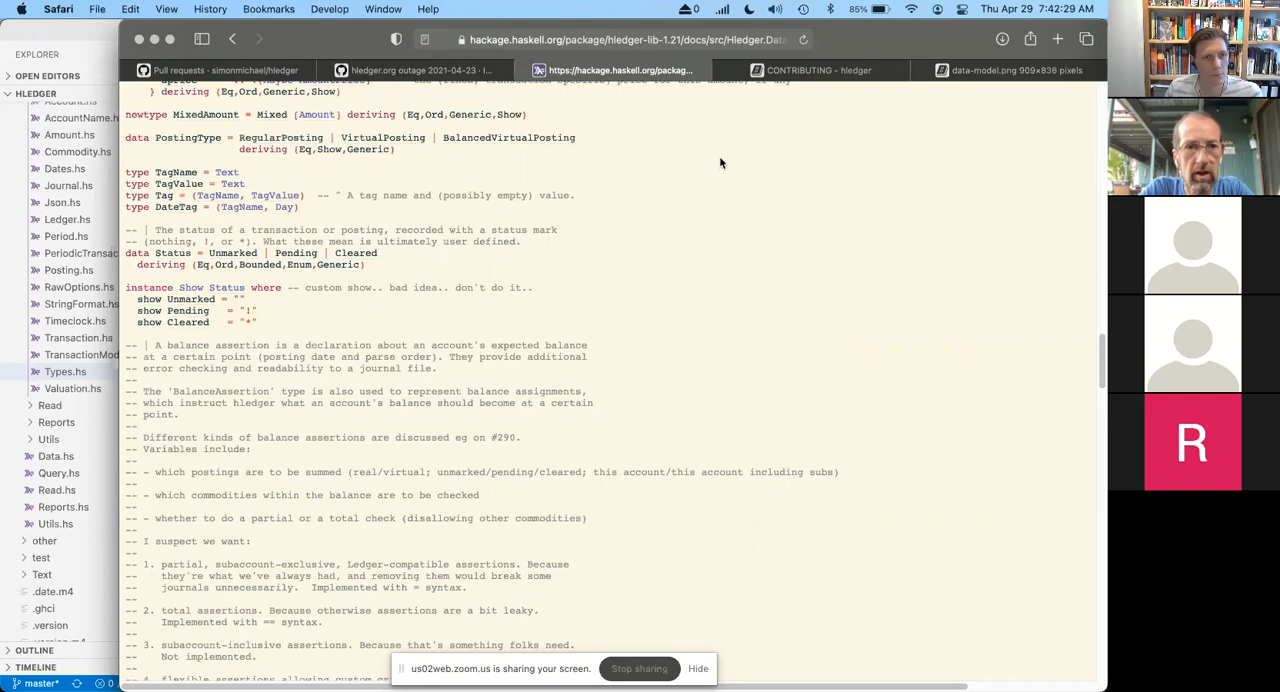 Safari File Edit View History Bookmarks Develop Window Help 0 85% Thu Apr 29 7:42:29 AM
hackage.haskell.org/package/hledger-lib-1.21/docs/src/Hledger.Data
Pull requests · simonmichael/hledger
hledger.org outage 2021-04-23 · I...
https://hackage.haskell.org/packag...
CONTRIBUTING - hledger
data-model.png 909×836 pixels
EXPLORER
OPEN EDITORS
HLEDGER
AccountName.h
Amount.hs
Commodity.hs
Dates.hs
Journal.hs
Json.hs
Ledger.hs
Period.hs
PeriodicTransac
Posting.hs
RawOptions.hs
StringFormat.hs
Timeclock.hs
Transaction.hs
TransactionMod
Types.hs
Valuation.hs
Read
Reports
Utils
Data.hs
Query.hs
Read.hs
Reports.hs
Utils.hs
other
test
Text
.date.m4
.ghci
.version
OUTLINE
TIMELINE
master* 0
} deriving (Eq,Ord,Generic,Show)
newtype MixedAmount = Mixed [Amount] deriving (Eq,Ord,Generic,Show)
data PostingType = RegularPosting | VirtualPosting | BalancedVirtualPosting
deriving (Eq,Show,Generic)
type TagName = Text
type TagValue = Text
type Tag = (TagName, TagValue) -- ^ A tag name and (possibly empty) value.
type DateTag = (TagName, Day)
-- | The status of a transaction or posting, recorded with a status mark
-- (nothing, !, or *). What these mean is ultimately user defined.
data Status = Unmarked | Pending | Cleared
deriving (Eq,Ord,Bounded,Enum,Generic)
instance Show Status where -- custom show.. bad idea.. don't do it..
show Unmarked = ""
show Pending = "!"
show Cleared = "*"
-- | A balance assertion is a declaration about an account's expected balance
-- at a certain point (posting date and parse order). They provide additional
-- error checking and readability to a journal file.
--
-- The 'BalanceAssertion' type is also used to represent balance assignments,
-- which instruct hledger what an account's balance should become at a certain
-- point.
--
-- Different kinds of balance assertions are discussed eg on #290.
-- Variables include:
--
-- - which postings are to be summed (real/virtual; unmarked/pending/cleared; this account/this account including subs)
--
-- - which commodities within the balance are to be checked
--
-- - whether to do a partial or a total check (disallowing other commodities)
--
-- I suspect we want:
--
-- 1. partial, subaccount-exclusive, Ledger-compatible assertions. Because
-- they're what we've always had, and removing them would break some
-- journals unnecessarily. Implemented with = syntax.
--
-- 2. total assertions. Because otherwise assertions are a bit leaky.
-- Implemented with == syntax.
--
-- 3. subaccount-inclusive assertions. Because that's something folks need.
-- Not implemented.
--
us02web.zoom.us is sharing your screen. Stop sharing Hide
R